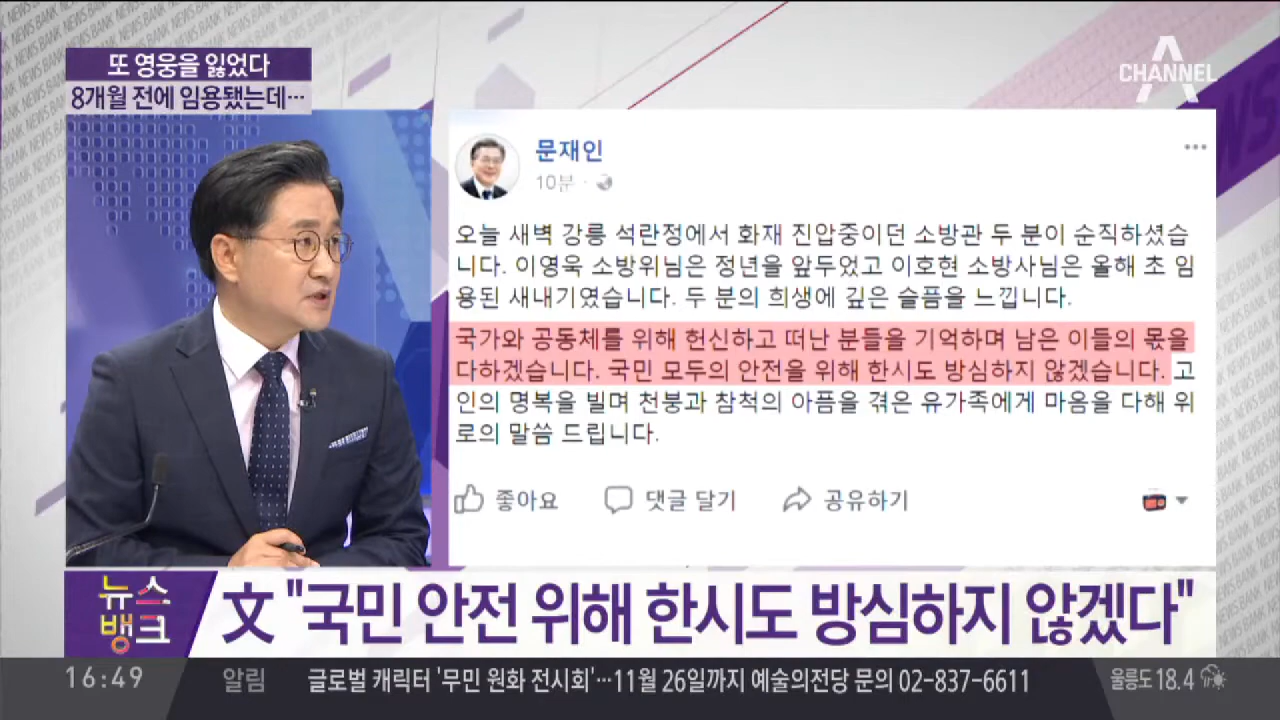 또 영웅을 잃었다
8개월 전에 임용됐는데…
CHANNEL
A
문재인
10분 ·
오늘 새벽 강릉 석란정에서 화재 진압중이던 소방관 두 분이 순직하셨습
니다. 이영욱 소방위님은 정년을 앞두었고 이호현 소방사님은 올해 초 임
용된 새내기였습니다. 두 분의 희생에 깊은 슬픔을 느낍니다.
국가와 공동체를 위해 헌신하고 떠난 분들을 기억하며 남은 이들의 몫을
다하겠습니다. 국민 모두의 안전을 위해 한시도 방심하지 않겠습니다. 고
인의 명복을 빌며 천붕과 참척의 아픔을 겪은 유가족에게 마음을 다해 위
로의 말씀 드립니다.
좋아요 댓글 달기 공유하기
뉴스
뱅크
文 "국민 안전 위해 한시도 방심하지 않겠다"
16:49 알림 글로벌 캐릭터 '무민 원화 전시회'…11월 26일까지 예술의전당 문의 02-837-6611 울릉도 18.4